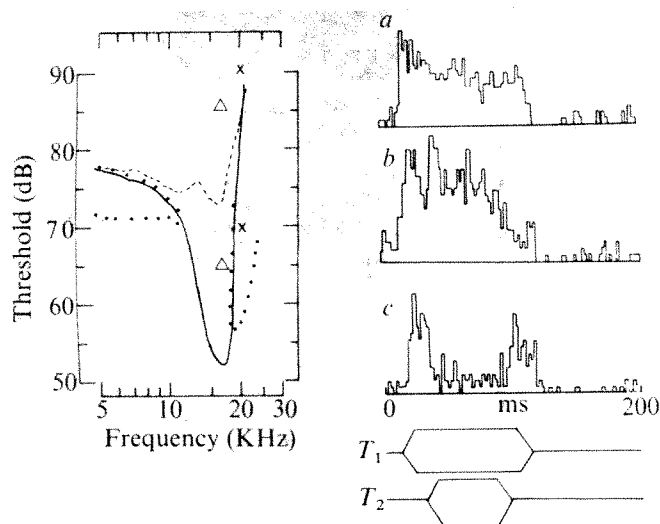 a
90
80
70
60
50
Threshold (dB)
x
△
x
△
5
10
20
30
Frequency (KHz)
b
c
0
ms
200
T₁
T₂